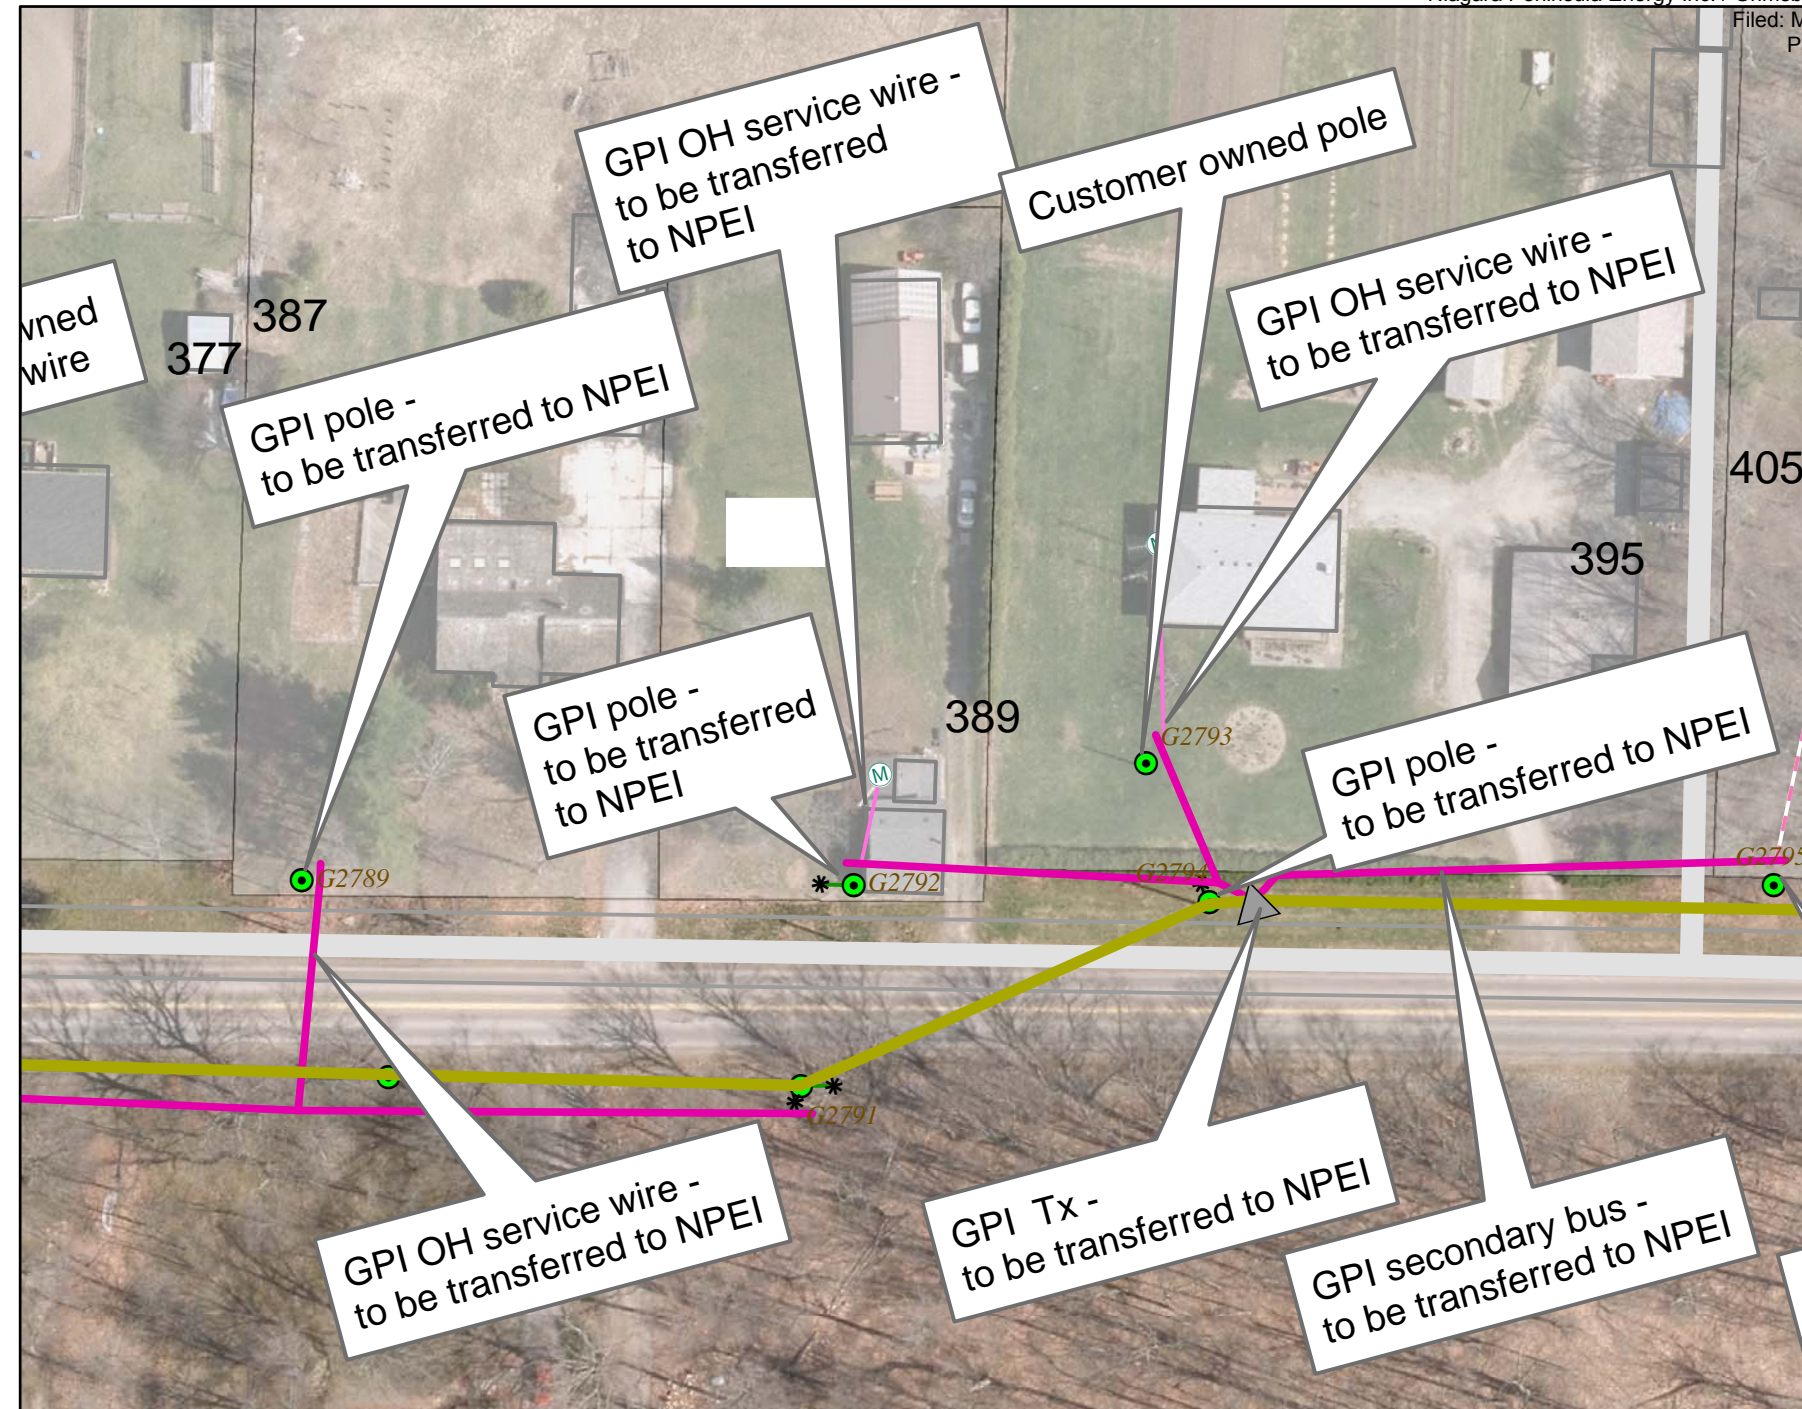 Filed: M
P
GPI OH service wire -
to be transferred
to NPEI
Customer owned pole
GPI OH service wire -
to be transferred to NPEI
wned
wire
387
377
GPI pole -
to be transferred to NPEI
405
395
GPI pole -
to be transferred
to NPEI
389
M
G2793
GPI pole -
to be transferred to NPEI
G2789
G2792
G2794
G2795
G2791
GPI OH service wire -
to be transferred to NPEI
GPI Tx -
to be transferred to NPEI
GPI secondary bus -
to be transferred to NPEI